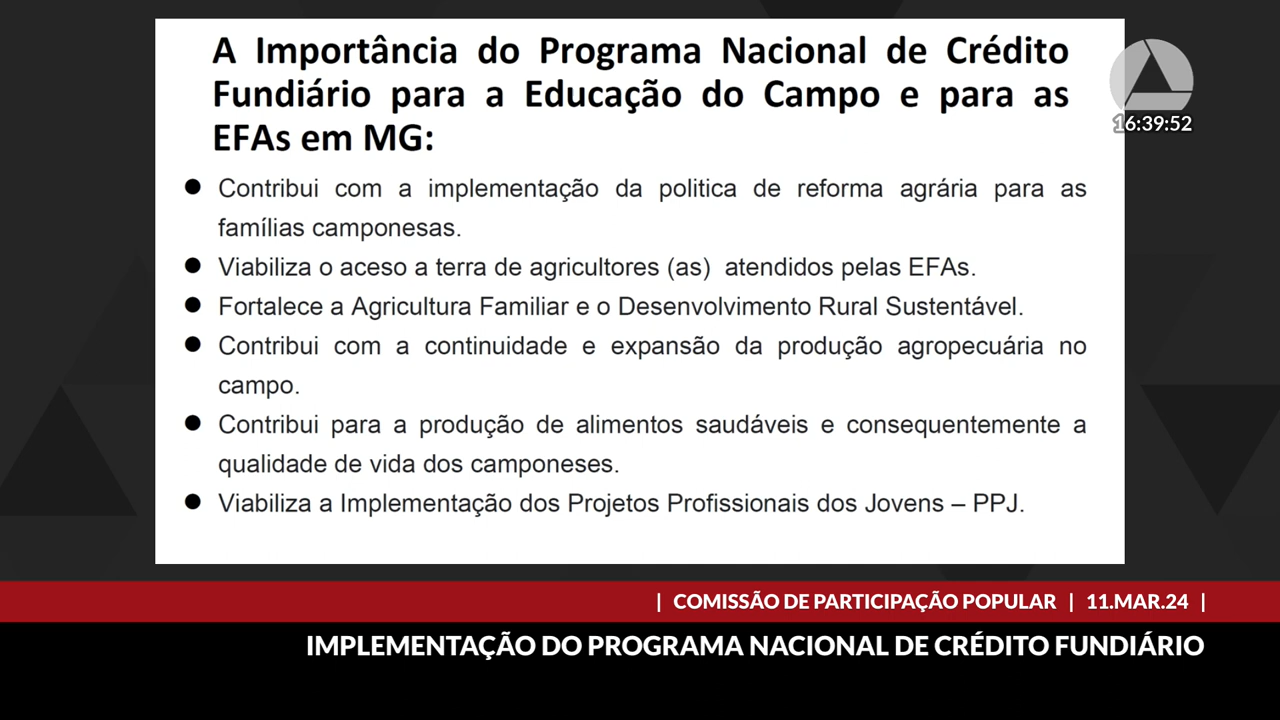 A Importância do Programa Nacional de Crédito
Fundiário para a Educação do Campo e para as
EFAs em MG:
16:39:52
● Contribui com a implementação da politica de reforma agrária para as
famílias camponesas.
● Viabiliza o aceso a terra de agricultores (as) atendidos pelas EFAs.
● Fortalece a Agricultura Familiar e o Desenvolvimento Rural Sustentável.
● Contribui com a continuidade e expansão da produção agropecuária no
campo.
● Contribui para a produção de alimentos saudáveis e consequentemente a
qualidade de vida dos camponeses.
● Viabiliza a Implementação dos Projetos Profissionais dos Jovens – PPJ.
| COMISSÃO DE PARTICIPAÇÃO POPULAR | 11.MAR.24 |
IMPLEMENTAÇÃO DO PROGRAMA NACIONAL DE CRÉDITO FUNDIÁRIO